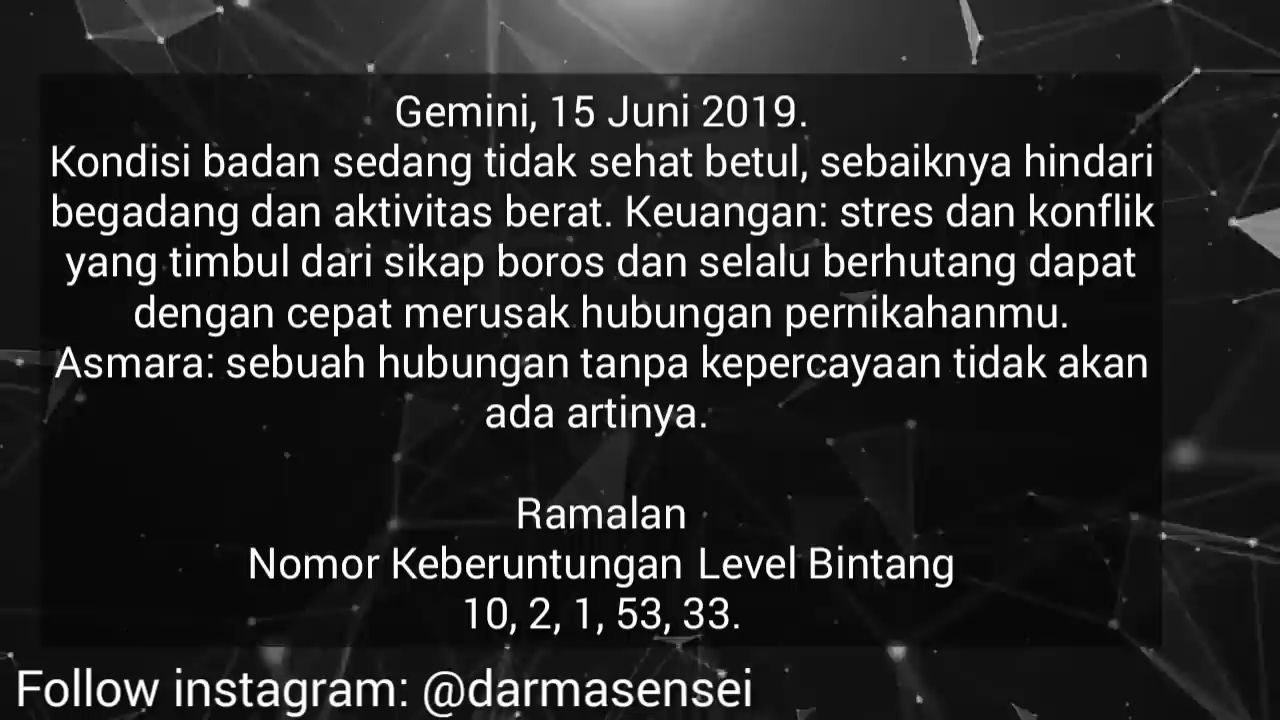 Gemini, 15 Juni 2019.
Kondisi badan sedang tidak sehat betul, sebaiknya hindari
begadang dan aktivitas berat. Keuangan: stres dan konflik
yang timbul dari sikap boros dan selalu berhutang dapat
dengan cepat merusak hubungan pernikahanmu.
Asmara: sebuah hubungan tanpa kepercayaan tidak akan
ada artinya.
Ramalan
Nomor Keberuntungan Level Bintang
10, 2, 1, 53, 33.
Follow instagram: @darmasensei